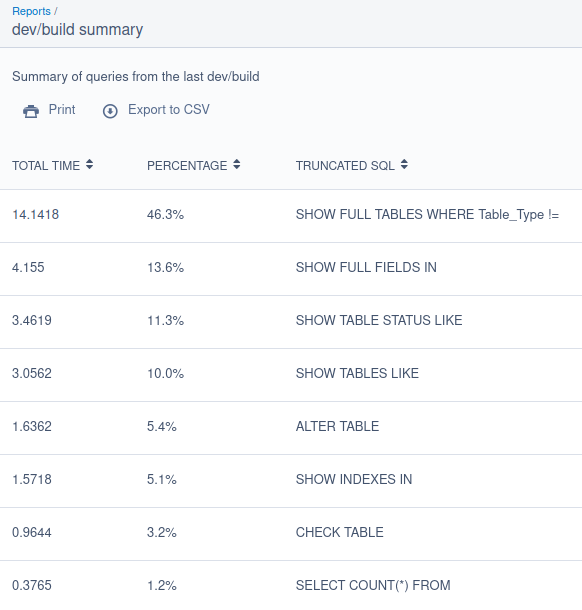 Reports /
dev/build summary
Summary of queries from the last dev/build
Print Export to CSV
TOTAL TIME PERCENTAGE TRUNCATED SQL
14.1418 46.3% SHOW FULL TABLES WHERE Table_Type !=
4.155 13.6% SHOW FULL FIELDS IN
3.4619 11.3% SHOW TABLE STATUS LIKE
3.0562 10.0% SHOW TABLES LIKE
1.6362 5.4% ALTER TABLE
1.5718 5.1% SHOW INDEXES IN
0.9644 3.2% CHECK TABLE
0.3765 1.2% SELECT COUNT(*) FROM